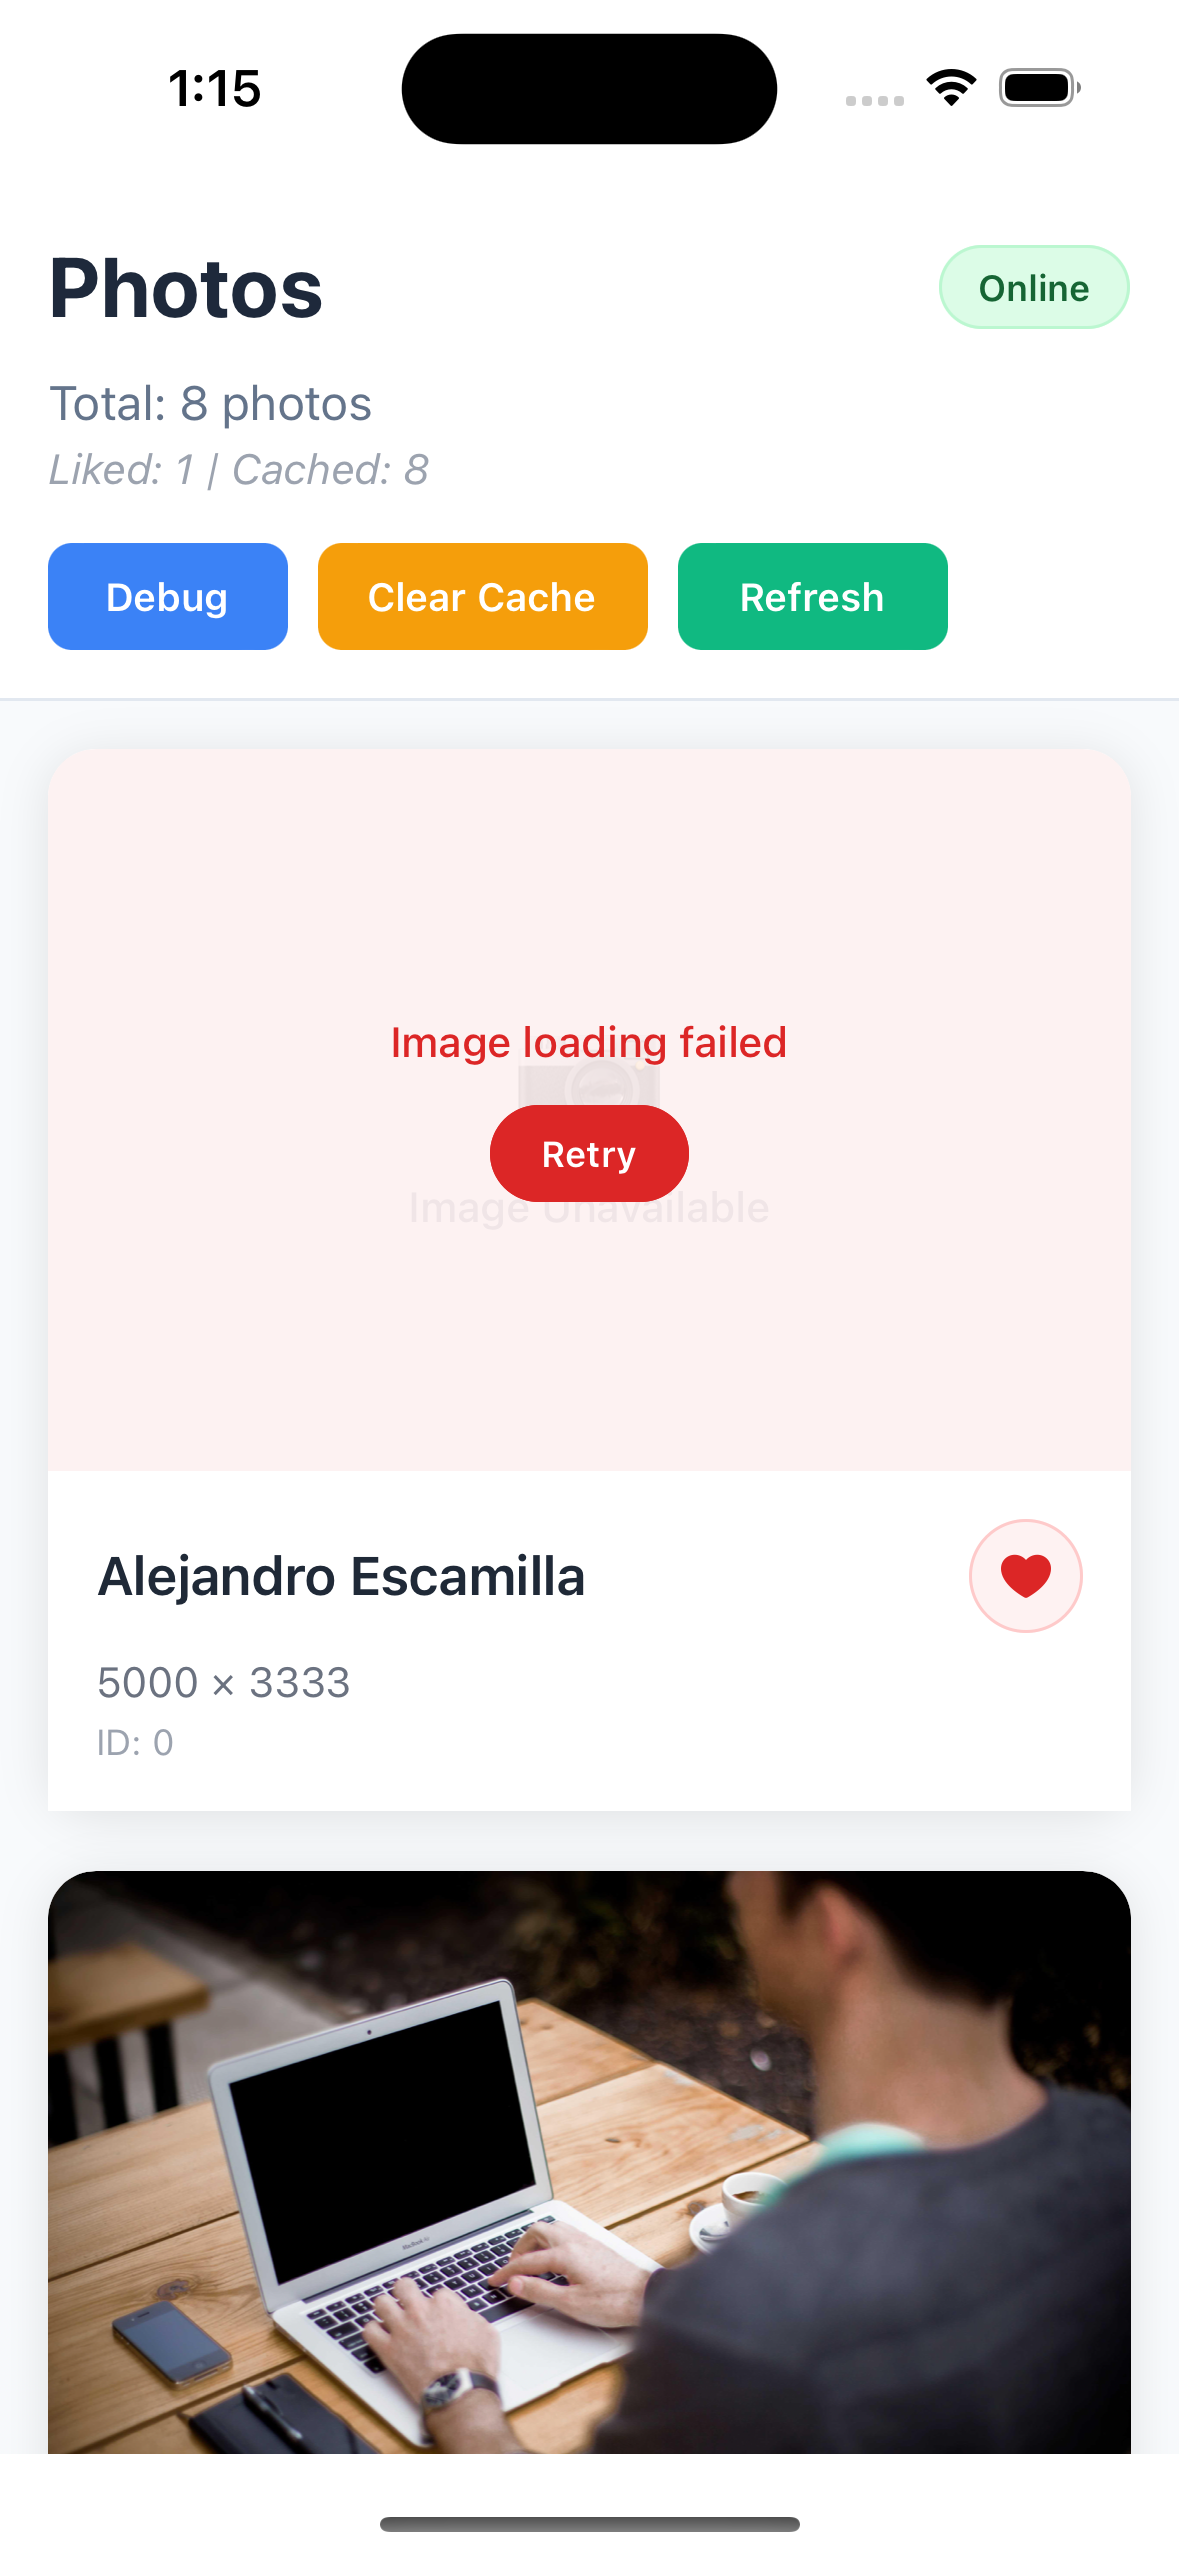 1:15
Photos
Online
Total: 8 photos
Liked: 1 | Cached: 8
Debug
Clear Cache
Refresh
Image loading failed
Retry
Image Unavailable
Alejandro Escamilla
5000 × 3333
ID: 0